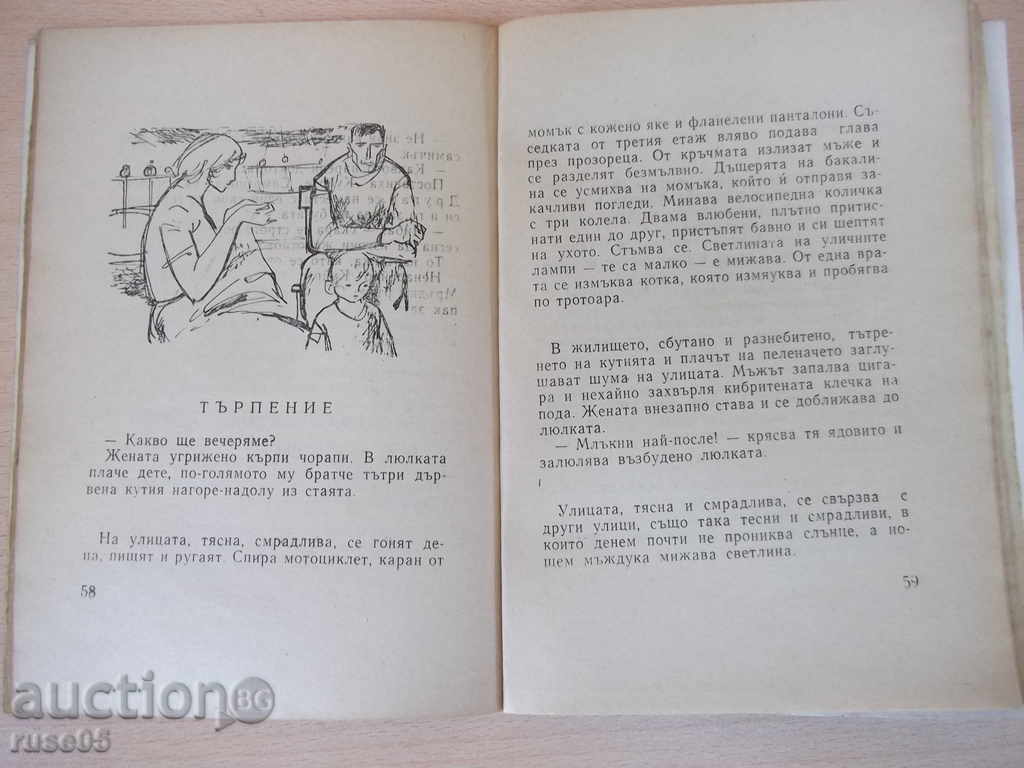 ТЪРПЕНИЕ
— Какво ще вечеряме?
Жената угрижено кърпи чорапи. В люлката
плаче дете, по-голямото му братче тътри дър-
вена кутия нагоре-надолу из стаята.
На улицата, тясна, смрадлива, се гонят де-
ца, пищят и ругаят. Спира мотоциклет, каран от
58
момък с кожено яке и фланелени панталони. Съ-
седката от третия етаж вляво подава глава
през прозореца. От кръчмата излизат мъже и
се разделят безмълвно. Дъшерята на бакали-
на се усмихва на момъка, който ѝ отправя за-
качливи погледи. Минава велосипедна количка
с три колела. Двама влюбени, плътно притис-
нати един до друг, пристъпят бавно и си шептят
на ухото. Стъмва се. Светлината на уличните
лампи — те са малко — е мижава. От една вра-
та се измъква котка, която измяуква и пробягва
по тротоара.
В жилището, сбутано и разнебитено, тътре-
нето на кутията и плачът на пеленачето заглу-
шават шума на улицата. Мъжът запалва цига-
ра и нехайно захвърля кибритената клечка на
пода. Жената внезапно става и се доближава до
люлката.
— Млъкни най-после! — крясва тя ядовито и
залюлява възбудено люлката.
Улицата, тясна и смрадлива, се свързва с
други улици, също така тесни и смрадливи, в
които денем почти не прониква слънце, а но-
щем мъждука мижава светлина.
59
auction BG
ruse05